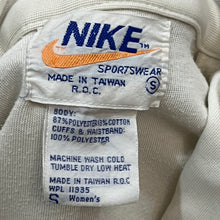 NIKE TM
SPORTSWEAR
MADE IN TAIWAN
R.O.C.
S
BODY:
87% POLYESTER 13% COTTON
CUFFS & WAISTBAND:
100% POLYESTER
MACHINE WASH COLD
TUMBLE DRY LOW HEAT
MADE IN TAIWAN R.O.C
WPL 11935
S Women's